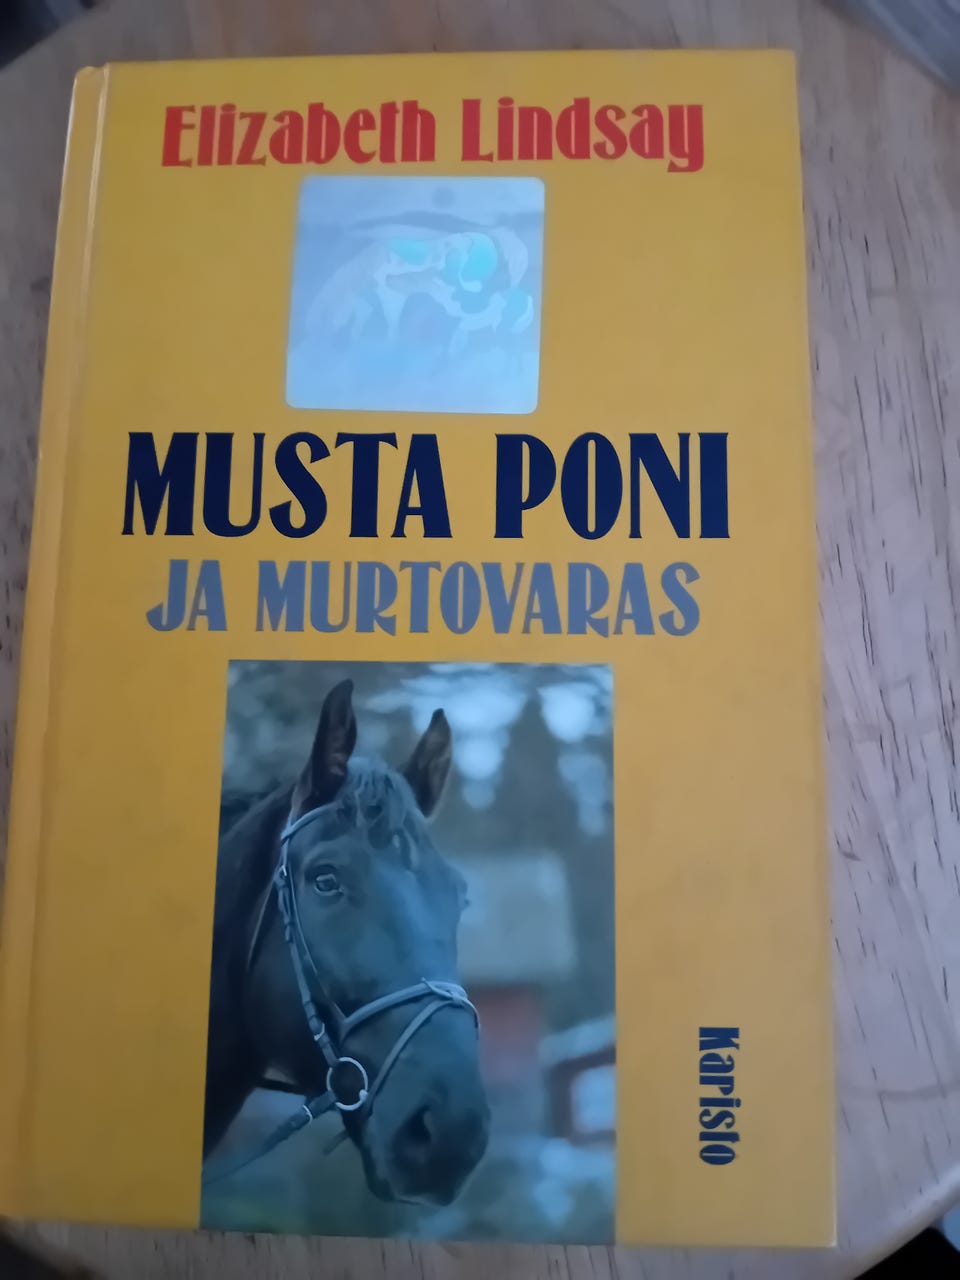 Elizabeth Lindsay
MUSTA PONI
JA MURTOVARAS
Karisto